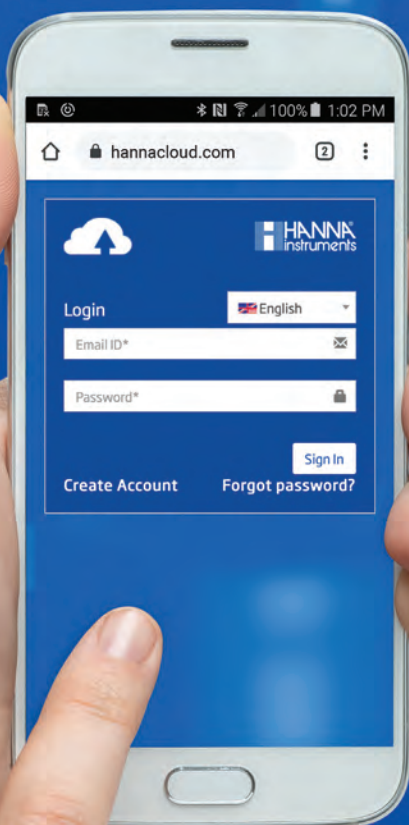 100% 1:02 PM
hannacloud.com 2
HANNA
instruments
Login English
Email ID*
Password*
Sign In
Create Account Forgot password?